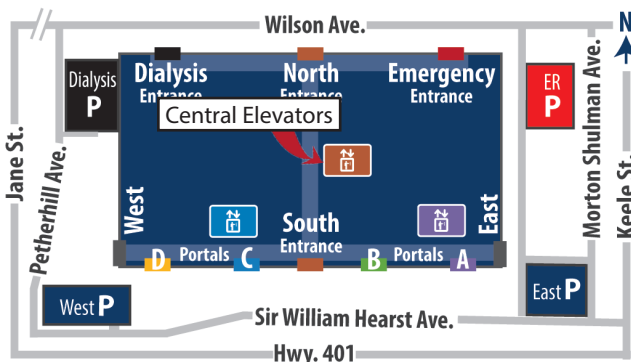 Wilson Ave.
N
Dialysis
P
Dialysis
Entrance
North
Entrance
Emergency
Entrance
ER
P
Central Elevators
Jane St.
Petherhill Ave.
West
East
Morton Shulman Ave.
Keele St.
South
Entrance
D
Portals
C
B
Portals
A
West P
East P
Sir William Hearst Ave.
Hwy. 401